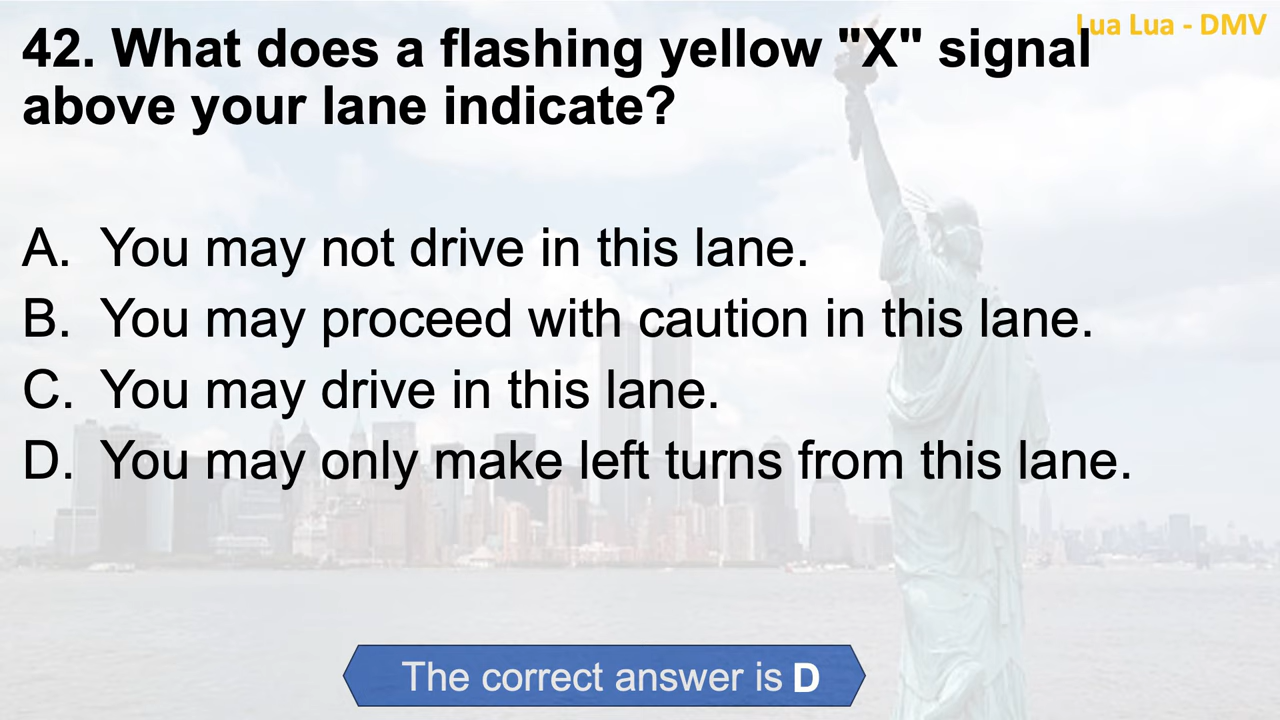 Lua Lua - DMV
42. What does a flashing yellow "X" signal
above your lane indicate?
A. You may not drive in this lane.
B. You may proceed with caution in this lane.
C. You may drive in this lane.
D. You may only make left turns from this lane.
The correct answer is D